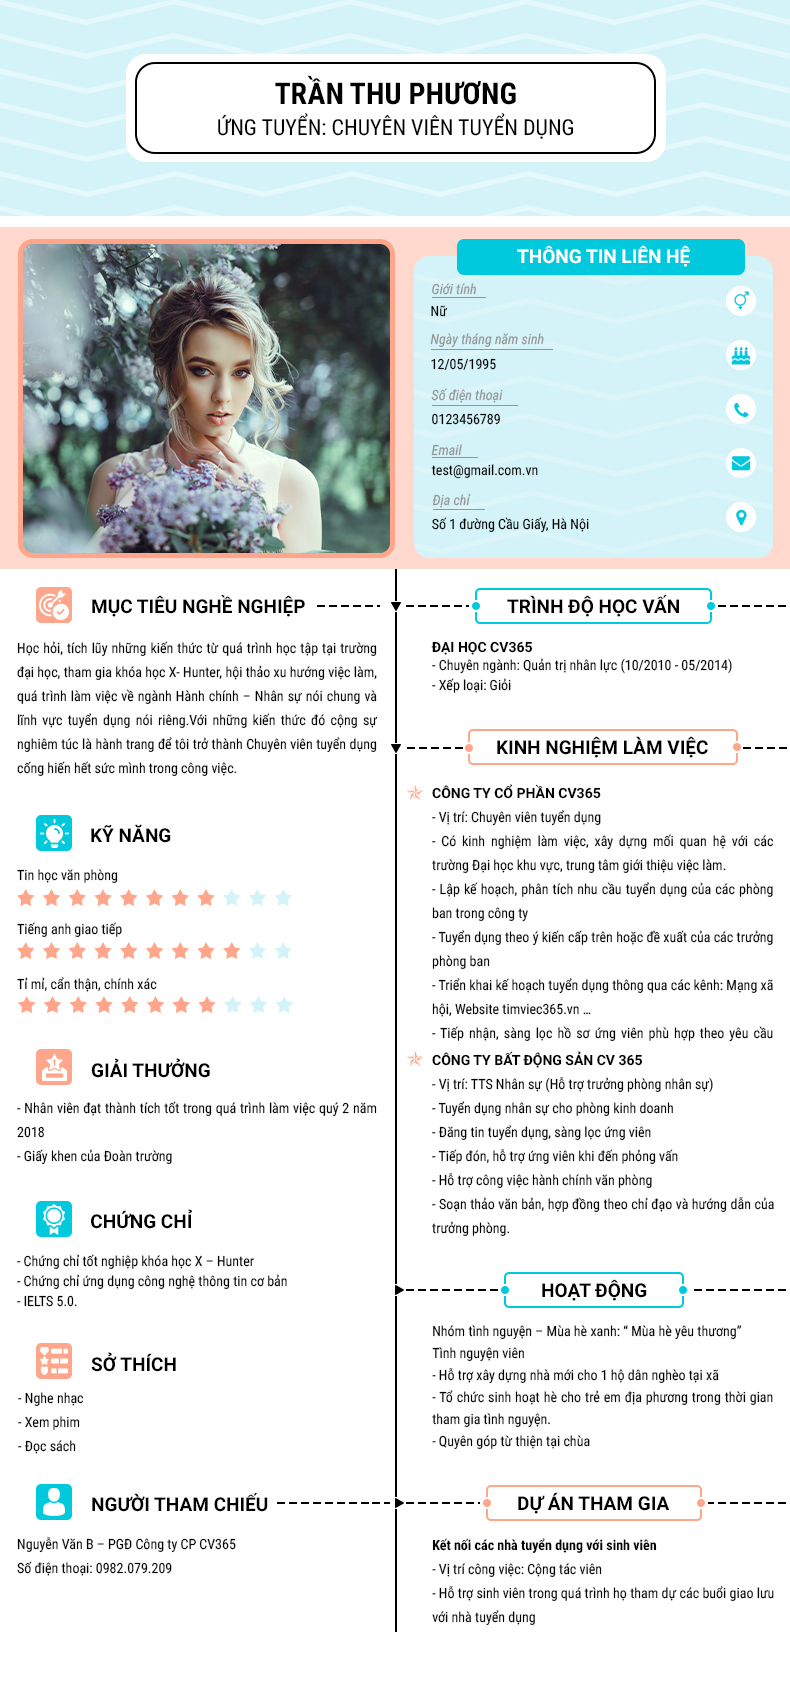 TRẦN THU PHƯƠNG
ỨNG TUYỂN: CHUYÊN VIÊN TUYỂN DỤNG
THÔNG TIN LIÊN HỆ
Giới tính
Nữ
Ngày tháng năm sinh
12/05/1995
Số điện thoại
0123456789
Email
test@gmail.com.vn
Địa chỉ
Số 1 đường Cầu Giấy, Hà Nội
MỤC TIÊU NGHỀ NGHIỆP
Học hỏi, tích lũy những kiến thức từ quá trình học tập tại trường
đại học, tham gia khóa học X- Hunter, hội thảo xu hướng việc làm,
quá trình làm việc về ngành Hành chính – Nhân sự nói chung và
lĩnh vực tuyển dụng nói riêng.Với những kiến thức đó cộng sự
nghiêm túc là hành trang để tôi trở thành Chuyên viên tuyển dụng
cống hiến hết sức mình trong công việc.
KỸ NĂNG
Tin học văn phòng
Tiếng anh giao tiếp
Tỉ mỉ, cẩn thận, chính xác
GIẢI THƯỞNG
- Nhân viên đạt thành tích tốt trong quá trình làm việc quý 2 năm
2018
- Giấy khen của Đoàn trường
CHỨNG CHỈ
- Chứng chỉ tốt nghiệp khóa học X – Hunter
- Chứng chỉ ứng dụng công nghệ thông tin cơ bản
- IELTS 5.0.
SỞ THÍCH
- Nghe nhạc
- Xem phim
- Đọc sách
NGƯỜI THAM CHIẾU
Nguyễn Văn B – PGĐ Công ty CP CV365
Số điện thoại: 0982.079.209
TRÌNH ĐỘ HỌC VẤN
ĐẠI HỌC CV365
- Chuyên ngành: Quản trị nhân lực (10/2010 - 05/2014)
- Xếp loại: Giỏi
KINH NGHIỆM LÀM VIỆC
CÔNG TY CỔ PHẦN CV365
- Vị trí: Chuyên viên tuyển dụng
- Có kinh nghiệm làm việc, xây dựng mối quan hệ với các
trường Đại học khu vực, trung tâm giới thiệu việc làm.
- Lập kế hoạch, phân tích nhu cầu tuyển dụng của các phòng
ban trong công ty
- Tuyển dụng theo ý kiến cấp trên hoặc đề xuất của các trưởng
phòng ban
- Triển khai kế hoạch tuyển dụng thông qua các kênh: Mạng xã
hội, Website timviec365.vn ...
- Tiếp nhận, sàng lọc hồ sơ ứng viên phù hợp theo yêu cầu
CÔNG TY BẤT ĐỘNG SẢN CV 365
- Vị trí: TTS Nhân sự (Hỗ trợ trưởng phòng nhân sự)
- Tuyển dụng nhân sự cho phòng kinh doanh
- Đăng tin tuyển dụng, sàng lọc ứng viên
- Tiếp đón, hỗ trợ ứng viên khi đến phỏng vấn
- Hỗ trợ công việc hành chính văn phòng
- Soạn thảo văn bản, hợp đồng theo chỉ đạo và hướng dẫn của
trưởng phòng.
HOẠT ĐỘNG
Nhóm tình nguyện – Mùa hè xanh: “ Mùa hè yêu thương”
Tình nguyện viên
- Hỗ trợ xây dựng nhà mới cho 1 hộ dân nghèo tại xã
- Tổ chức sinh hoạt hè cho trẻ em địa phương trong thời gian
tham gia tình nguyện.
- Quyên góp từ thiện tại chùa
DỰ ÁN THAM GIA
Kết nối các nhà tuyển dụng với sinh viên
- Vị trí công việc: Cộng tác viên
- Hỗ trợ sinh viên trong quá trình họ tham dự các buổi giao lưu
với nhà tuyển dụng